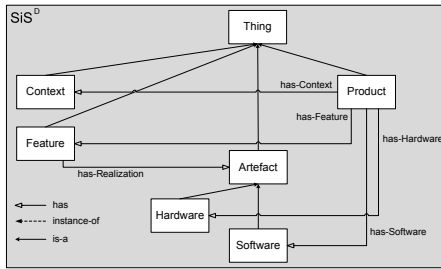 SiS D
Thing
Context
Product
has-Context
has-Feature
Feature
has-Hardware
has-Realization
Artefact
has
Hardware
instance-of
has-Software
is-a
Software